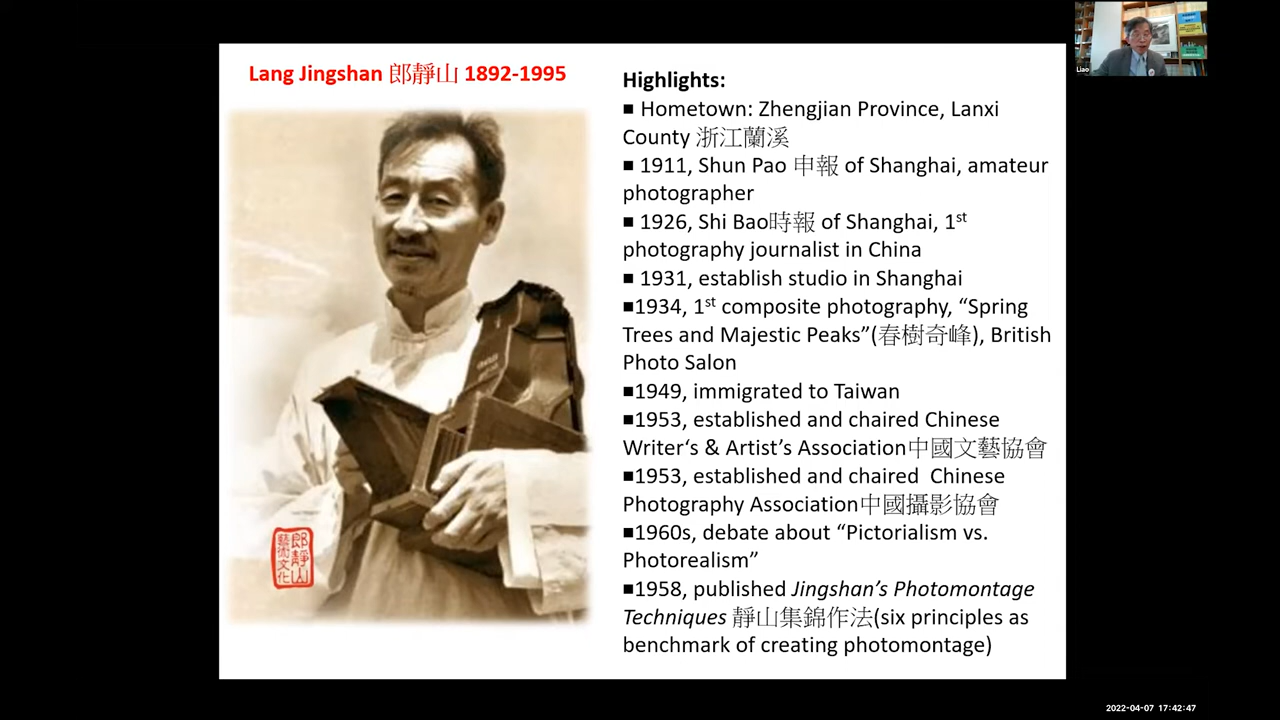 Lang Jingshan 郎靜山 1892-1995
Highlights:
■ Hometown: Zhengjian Province, Lanxi
County 浙江蘭溪
■ 1911, Shun Pao 申報 of Shanghai, amateur
photographer
■ 1926, Shi Bao時報 of Shanghai, 1st
photography journalist in China
■ 1931, establish studio in Shanghai
■1934, 1st composite photography, “Spring
Trees and Majestic Peaks”(春樹奇峰), British
Photo Salon
■1949, immigrated to Taiwan
■1953, established and chaired Chinese
Writer‘s & Artist’s Association中國文藝協會
■1953, established and chaired  Chinese
Photography Association中國攝影協會
■1960s, debate about “Pictorialism vs.
Photorealism”
■1958, published Jingshan’s Photomontage
Techniques 靜山集錦作法(six principles as
benchmark of creating photomontage)
郎靜山
藝術文化
Liao
2022-04-07 17:42:47